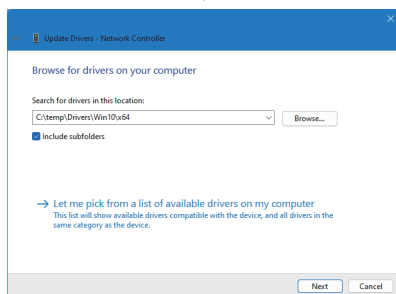 Update Drivers - Network Controller
Browse for drivers on your computer
Search for drivers in this location:
C:\temp\Drivers\Win10\x64
Browse...
Include subfolders
Let me pick from a list of available drivers on my computer
This list will show available drivers compatible with the device, and all drivers in the
same category as the device.
Next Cancel